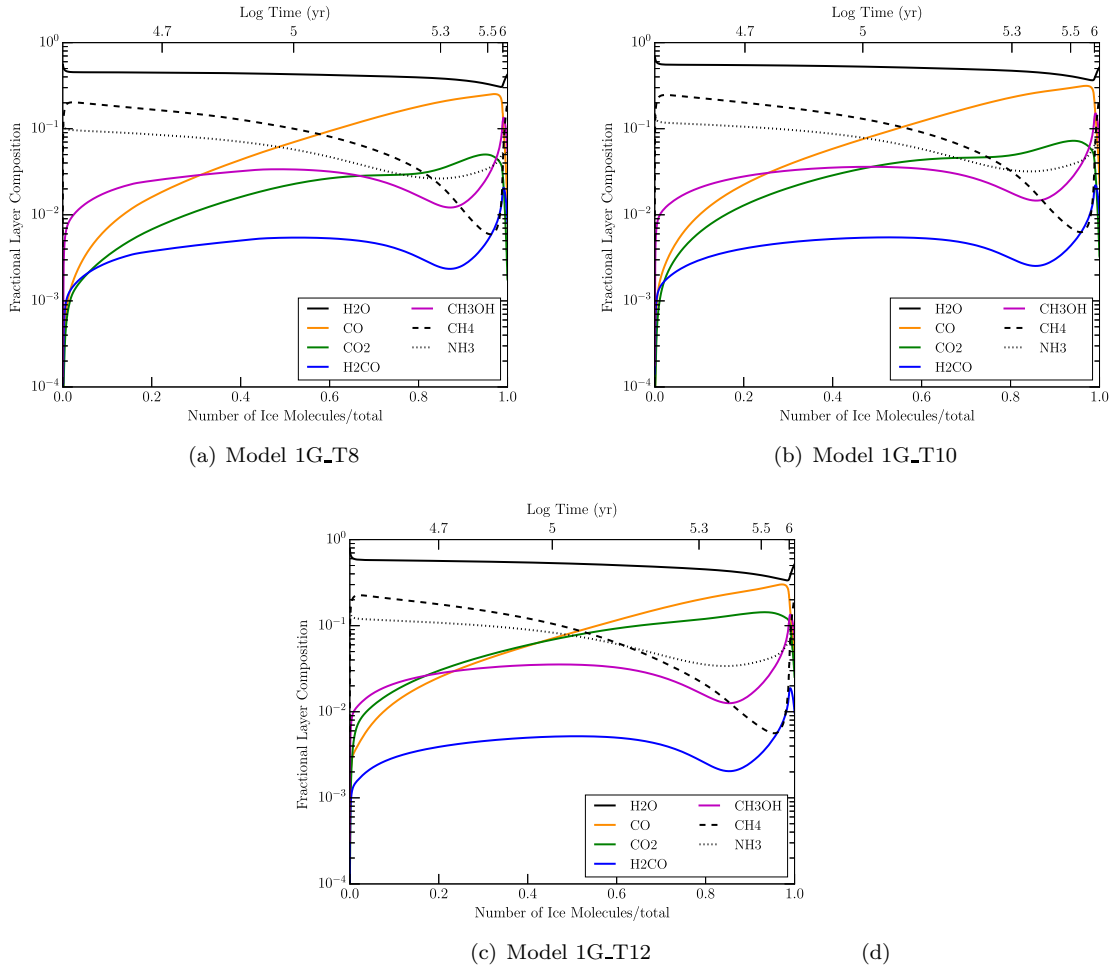 Log Time (yr)
4.7 5 5.3 5.5 6
Fractional Layer Composition
10^0
10^{-1}
10^{-2}
10^{-3}
10^{-4}
H2O CH3OH
CO CH4
CO2 NH3
H2CO
0.0 0.2 0.4 0.6 0.8 1.0
Number of Ice Molecules/total
(a) Model 1G_T8
Log Time (yr)
4.7 5 5.3 5.5 6
Fractional Layer Composition
10^0
10^{-1}
10^{-2}
10^{-3}
10^{-4}
H2O CH3OH
CO CH4
CO2 NH3
H2CO
0.0 0.2 0.4 0.6 0.8 1.0
Number of Ice Molecules/total
(b) Model 1G_T10
Log Time (yr)
4.7 5 5.3 5.5 6
Fractional Layer Composition
10^0
10^{-1}
10^{-2}
10^{-3}
10^{-4}
H2O CH3OH
CO CH4
CO2 NH3
H2CO
0.0 0.2 0.4 0.6 0.8 1.0
Number of Ice Molecules/total
(c) Model 1G_T12 (d)